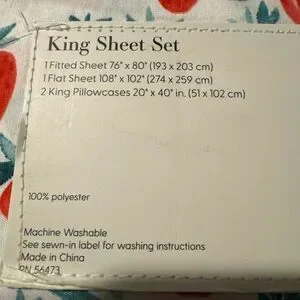 King Sheet Set
1 Fitted Sheet 76" x 80" (193 x 203 cm)
1 Flat Sheet 108" x 102" (274 x 259 cm)
2 King Pillowcases 20" x 40" in. (51 x 102 cm)
100% polyester
Machine Washable
See sewn-in label for washing instructions
Made in China
RN 56473